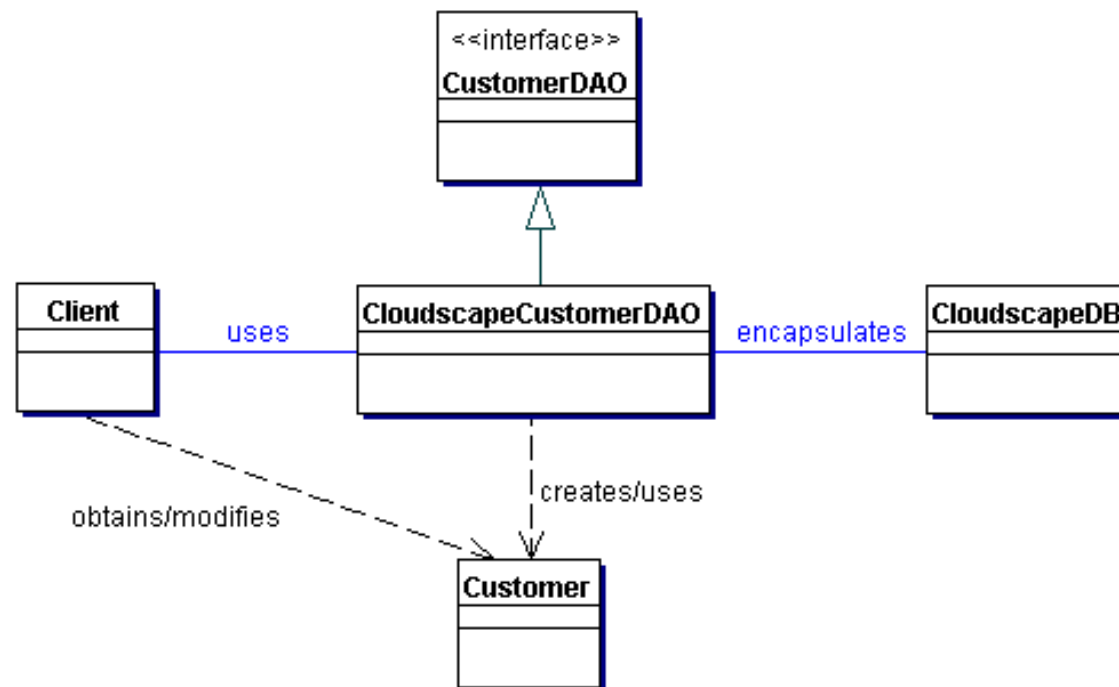 <<interface>>
CustomerDAO
Client
uses
CloudscapeCustomerDAO
encapsulates
CloudscapeDB
obtains/modifies
creates/uses
Customer